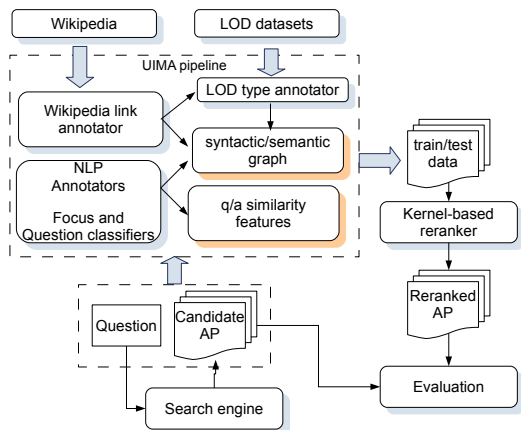 Wikipedia
LOD datasets
UIMA pipeline
Wikipedia link
annotator
LOD type annotator
syntactic/semantic
graph
NLP
Annotators
Focus and
Question classifiers
q/a similarity
features
train/test
data
Kernel-based
reranker
Reranked
AP
Question
Candidate
AP
Search engine
Evaluation